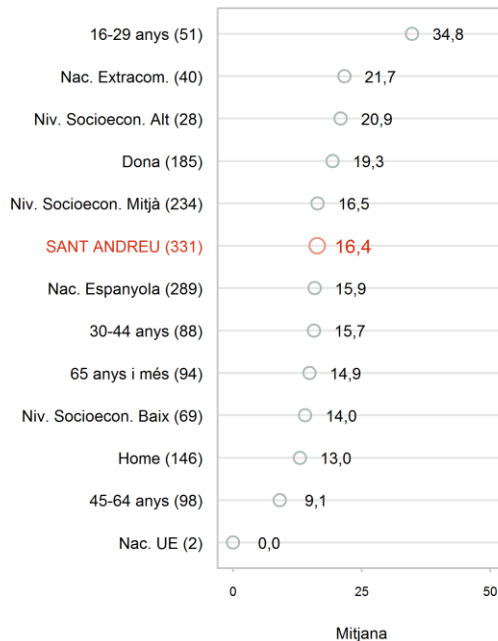 16-29 anys (51) 34,8
Nac. Extracom. (40) 21,7
Niv. Socioecon. Alt (28) 20,9
Dona (185) 19,3
Niv. Socioecon. Mitjà (234) 16,5
SANT ANDREU (331) 16,4
Nac. Espanyola (289) 15,9
30-44 anys (88) 15,7
65 anys i més (94) 14,9
Niv. Socioecon. Baix (69) 14,0
Home (146) 13,0
45-64 anys (98) 9,1
Nac. UE (2) 0,0
0 25 50
Mitjana